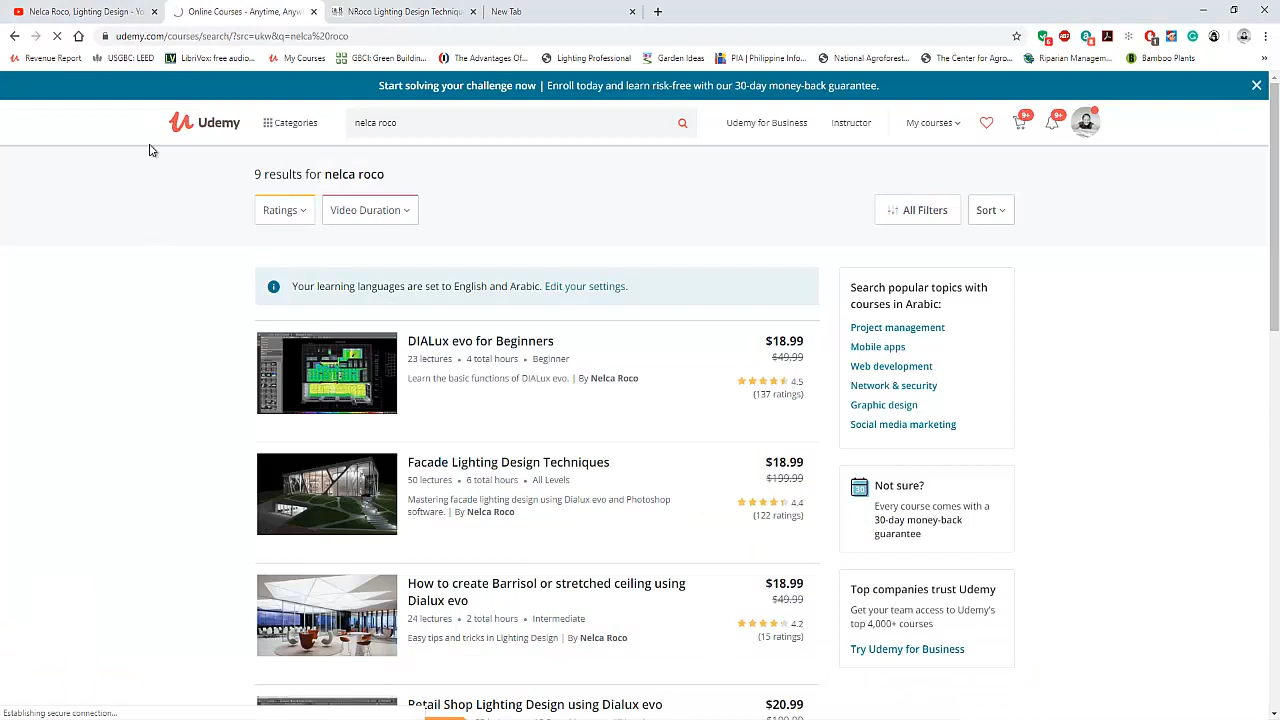 Nelca Roco, Lighting Design - Yo
Online Courses - Anytime, Anywh
NRoco Lighting Design Techniqu
New Tab
udemy.com/courses/search/?src=ukw&q=nelca%20roco
Revenue Report
USGBC: LEED
LibriVox: free audio...
My Courses
GBC Green Building...
The Advantages Of...
Lighting Professional
Garden Ideas
PIA | Philippine Info...
National Agroforest...
The Center for Agro...
Riparian Managem...
Bamboo Plants
Start solving your challenge now | Enroll today and learn risk-free with our 30-day money-back guarantee.
Udemy
Categories
nelca roco
Udemy for Business
Instructor
My courses
9+
9+
9 results for nelca roco
Ratings
Video Duration
All Filters
Sort
Your learning languages are set to English and Arabic. Edit your settings.
DIALux evo for Beginners
$18.99
23 lectures • 4 total hours • Beginner
$49.99
Learn the basic functions of DIALux evo. | By Nelca Roco
4.5
(137 ratings)
Facade Lighting Design Techniques
$18.99
50 lectures • 6 total hours • All Levels
$199.99
Mastering facade lighting design using Dialux evo and Photoshop
software. | By Nelca Roco
4.4
(122 ratings)
How to create Barrisol or stretched ceiling using
Dialux evo
$18.99
$49.99
24 lectures • 2 total hours • Intermediate
Easy tips and tricks in Lighting Design | By Nelca Roco
4.2
(15 ratings)
Retail Shop Lighting Design using Dialux evo
$20.99
Search popular topics with
courses in Arabic:
Project management
Mobile apps
Web development
Network & security
Graphic design
Social media marketing
Not sure?
Every course comes with a
30-day money-back
guarantee
Top companies trust Udemy
Get your team access to Udemy's
top 4,000+ courses
Try Udemy for Business
Establishing secure connection...